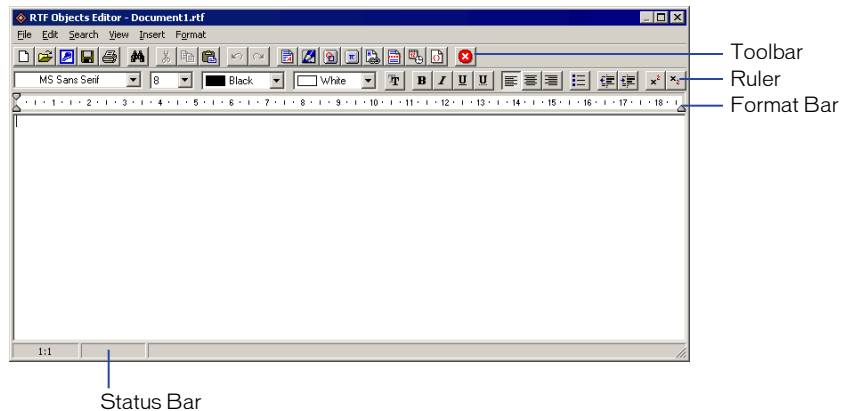 RTF Objects Editor - Document1.rtf
File Edit Search View Insert Format
Toolbar
MS Sans Serif 8 Black White T B I U U x² x₂
Ruler
1 2 3 4 5 6 7 8 9 10 11 12 13 14 15 16 17 18
Format Bar
1:1
Status Bar